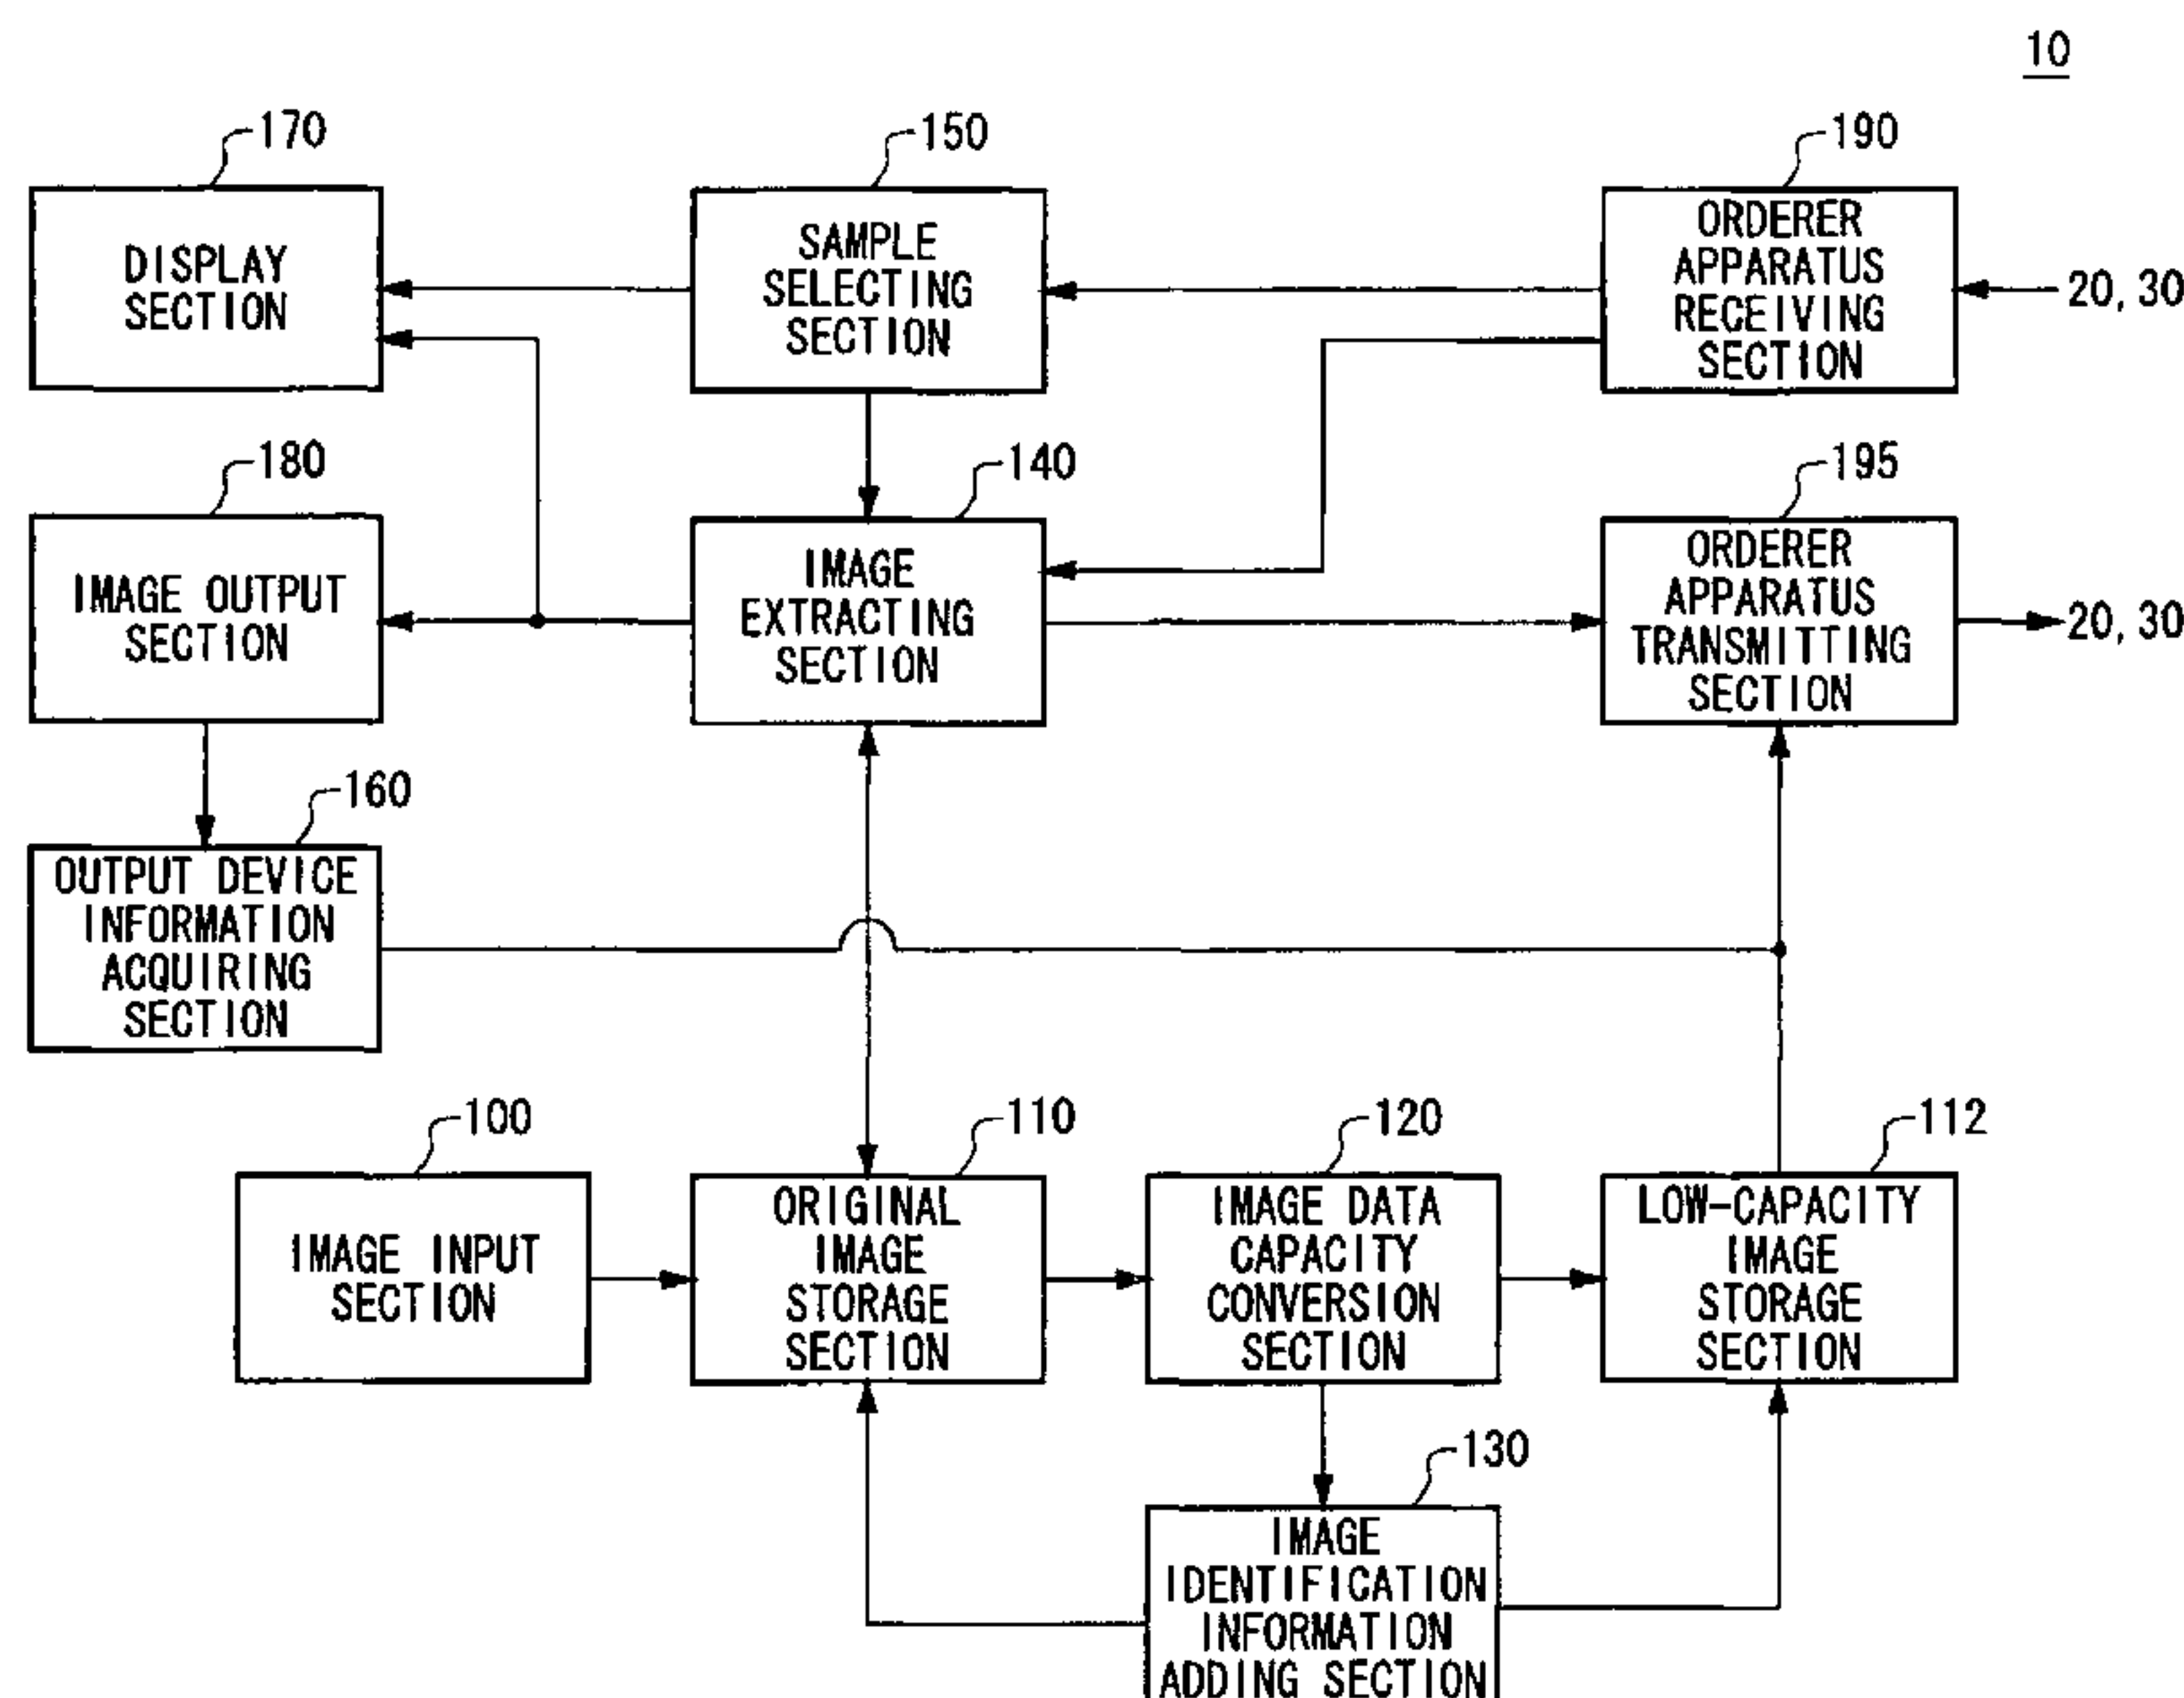 10
170
150
190
DISPLAY
SECTION
SAMPLE
SELECTING
SECTION
ORDERER
APPARATUS
RECEIVING
SECTION
20, 30
180
140
195
IMAGE OUTPUT
SECTION
IMAGE
EXTRACTING
SECTION
ORDERER
APPARATUS
TRANSMITTING
SECTION
20, 30
160
OUTPUT DEVICE
INFORMATION
ACQUIRING
SECTION
100
110
120
112
IMAGE INPUT
SECTION
ORIGINAL
IMAGE
STORAGE
SECTION
IMAGE DATA
CAPACITY
CONVERSION
SECTION
LOW-CAPACITY
IMAGE
STORAGE
SECTION
130
IMAGE
IDENTIFICATION
INFORMATION
ADDING SECTION